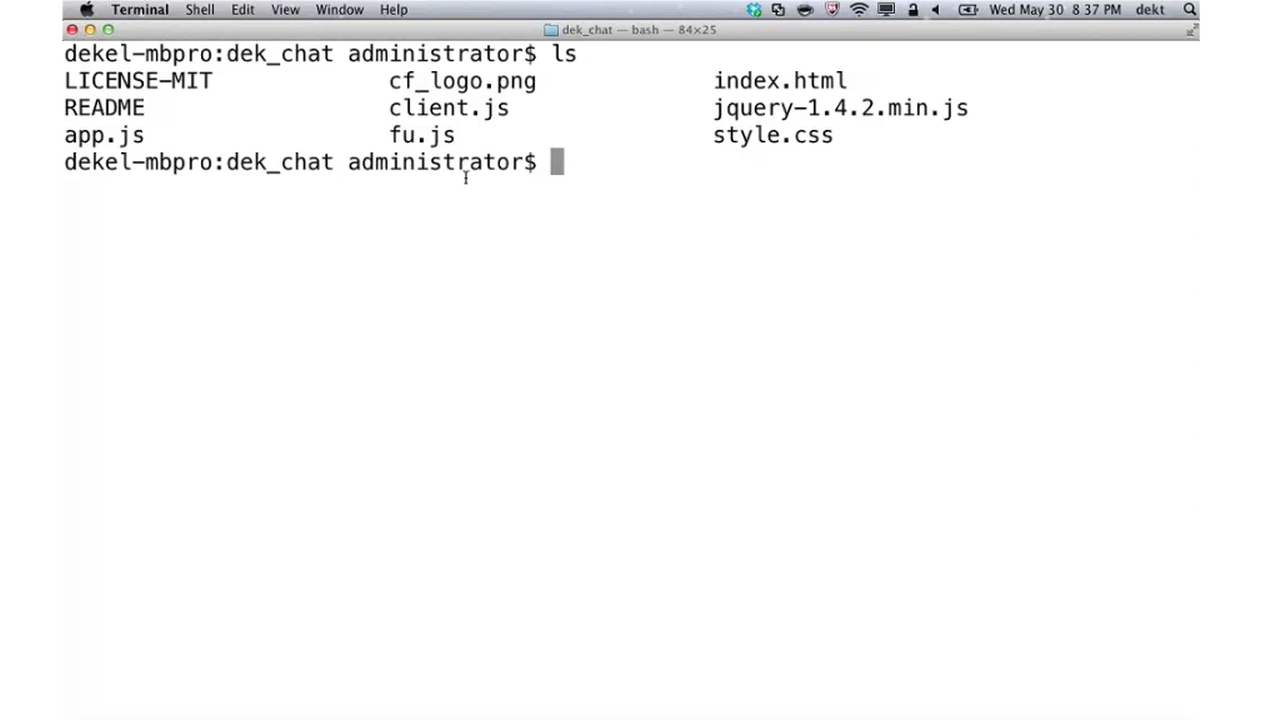 Terminal Shell Edit View Window Help Wed May 30 8 37 PM dekt
dek_chat — bash — 84×25
dekel-mbpro:dek_chat administrator$ ls
LICENSE-MIT cf_logo.png index.html
README client.js jquery-1.4.2.min.js
app.js fu.js style.css
dekel-mbpro:dek_chat administrator$